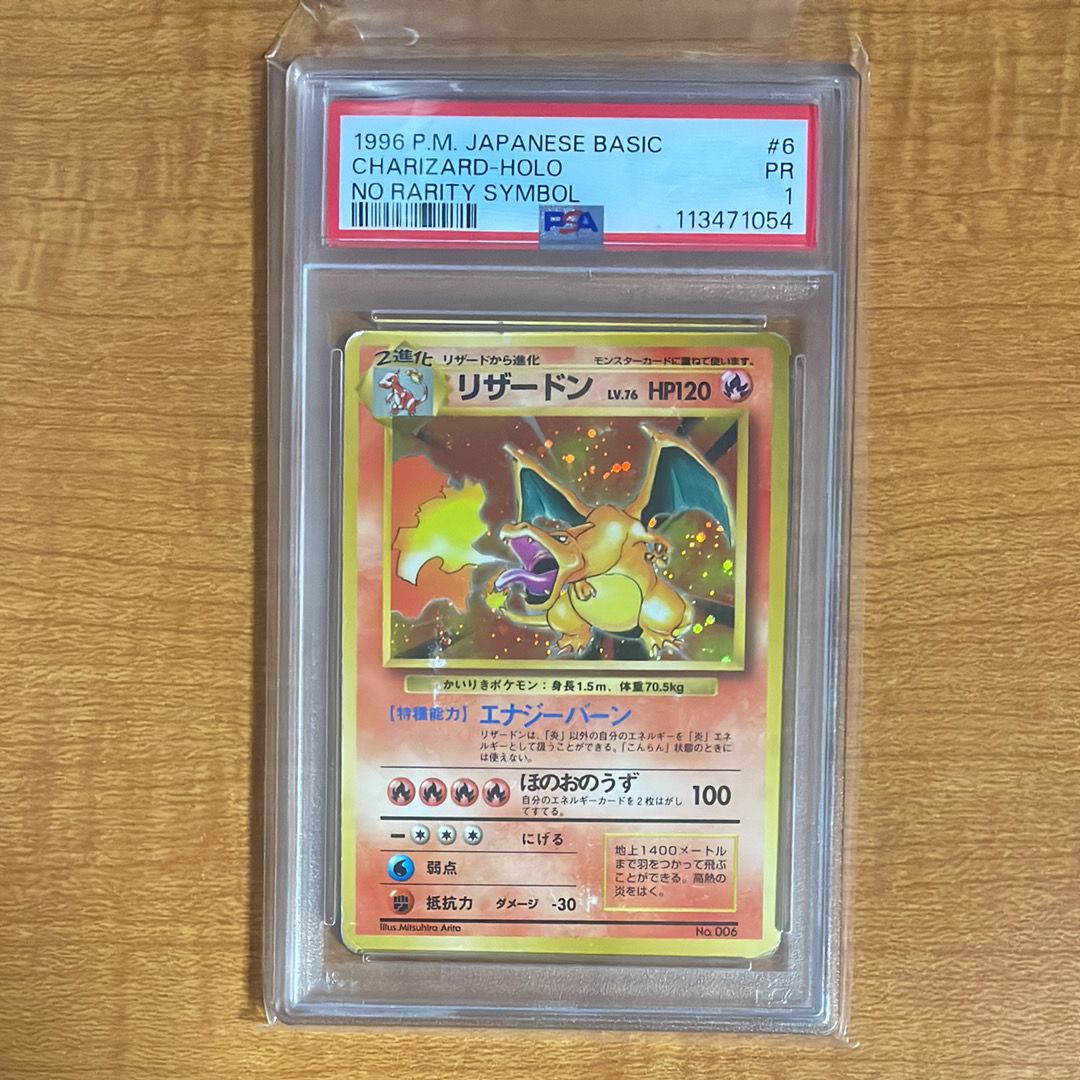 1996 P.M. JAPANESE BASIC #6
CHARIZARD-HOLO PR
NO RARITY SYMBOL 1
PSA 113471054
2進化 リザードから進化 モンスターカードに重ねて使います。
リザードン LV.76 HP120
かいりきポケモン：身長1.5m、体重70.5kg
【特種能力】 エナジーバーン
リザードンは、「炎」以外の自分のエネルギーを「炎」エネ
ルギーとして扱うことができる。「こんらん」状態のときに
は使えない。
ほのおのうず 100
自分のエネルギーカードを２枚はがし
てすてる。
にげる
弱点
抵抗力 ダメージ -30
地上1400メートル
まで羽をつかって飛ぶ
ことができる。高熱の
炎をはく。
Illus.Mitsuhiro Arita No. 006